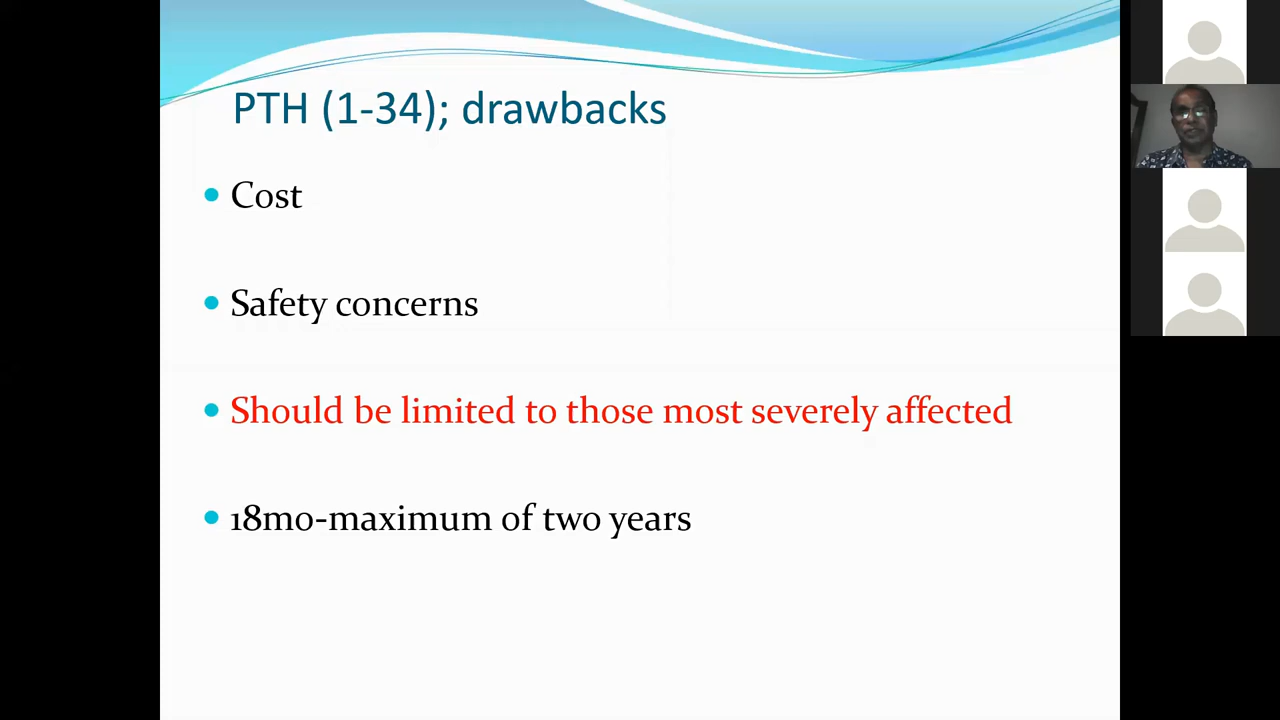 PTH (1-34); drawbacks
Cost
Safety concerns
Should be limited to those most severely affected
18mo-maximum of two years